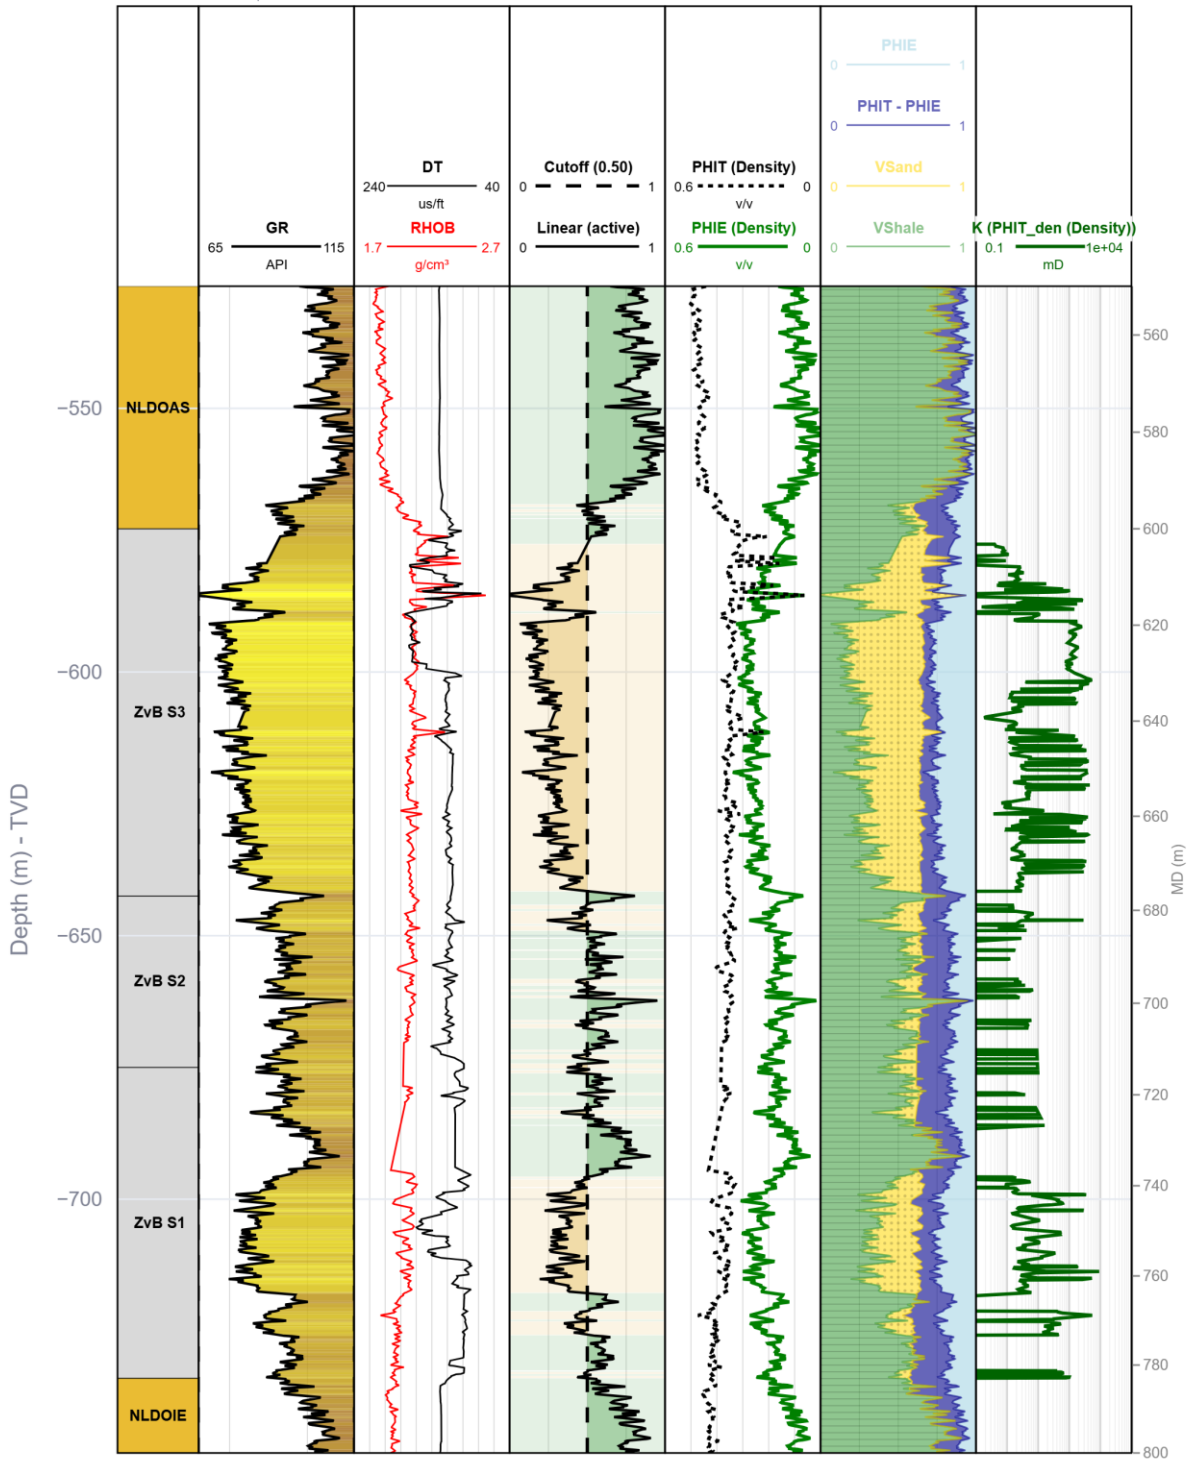 PHIE
0 1
PHIT - PHIE
0 1
DT
240 40
us/ft
Cutoff (0.50)
0 1
PHIT (Density)
0.6 0
v/v
VSand
0 1
GR
65 115
API
RHOB
1.7 2.7
g/cm³
Linear (active)
0 1
PHIE (Density)
0.6 0
v/v
VShale
0 1
K (PHIT_den (Density))
0.1 1e+04
mD
Depth (m) - TVD
−550
−600
−650
−700
NLDOAS
ZvB S3
ZvB S2
ZvB S1
NLDOIE
560
580
600
620
640
660
680
700
720
740
760
780
800
MD (m)